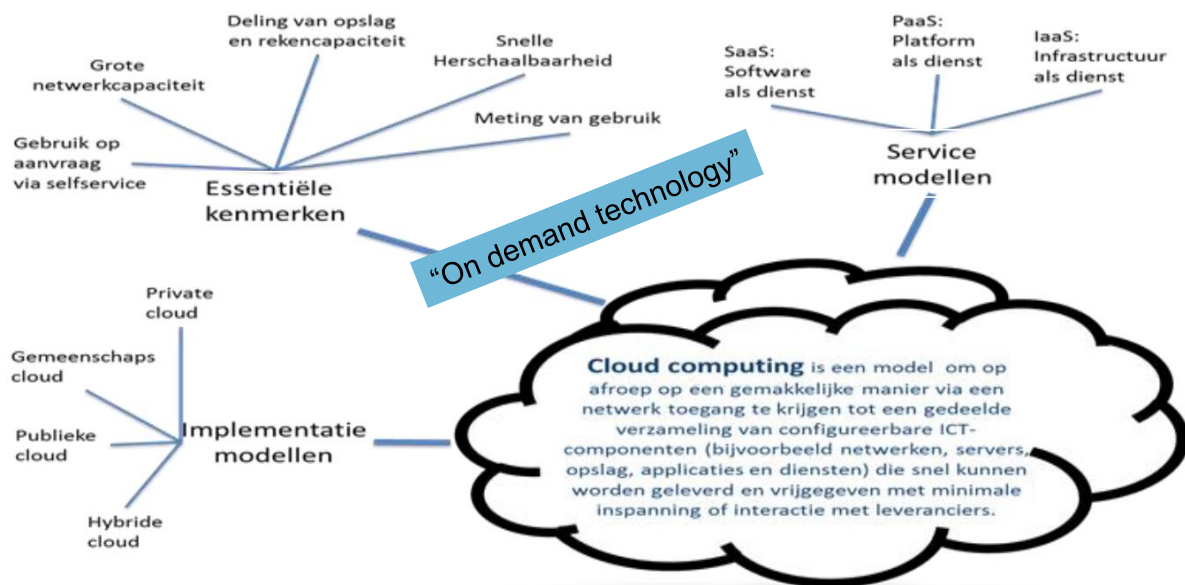 Deling van opslag
en rekencapaciteit
Snelle
Herschaalbaarheid
Grote
netwerkcapaciteit
Meting van gebruik
Gebruik op
aanvraag
via selfservice
Essentiële
kenmerken
SaaS:
Software
als dienst
PaaS:
Platform
als dienst
IaaS:
Infrastructuur
als dienst
Service
modellen
“On demand technology”
Private
cloud
Gemeenschaps
cloud
Publieke
cloud
Hybride
cloud
Implementatie
modellen
Cloud computing is een model om op
afroep op een gemakkelijke manier via een
netwerk toegang te krijgen tot een gedeelde
verzameling van configureerbare ICT-
componenten (bijvoorbeeld netwerken, servers,
opslag, applicaties en diensten) die snel kunnen
worden geleverd en vrijgegeven met minimale
inspanning of interactie met leveranciers.